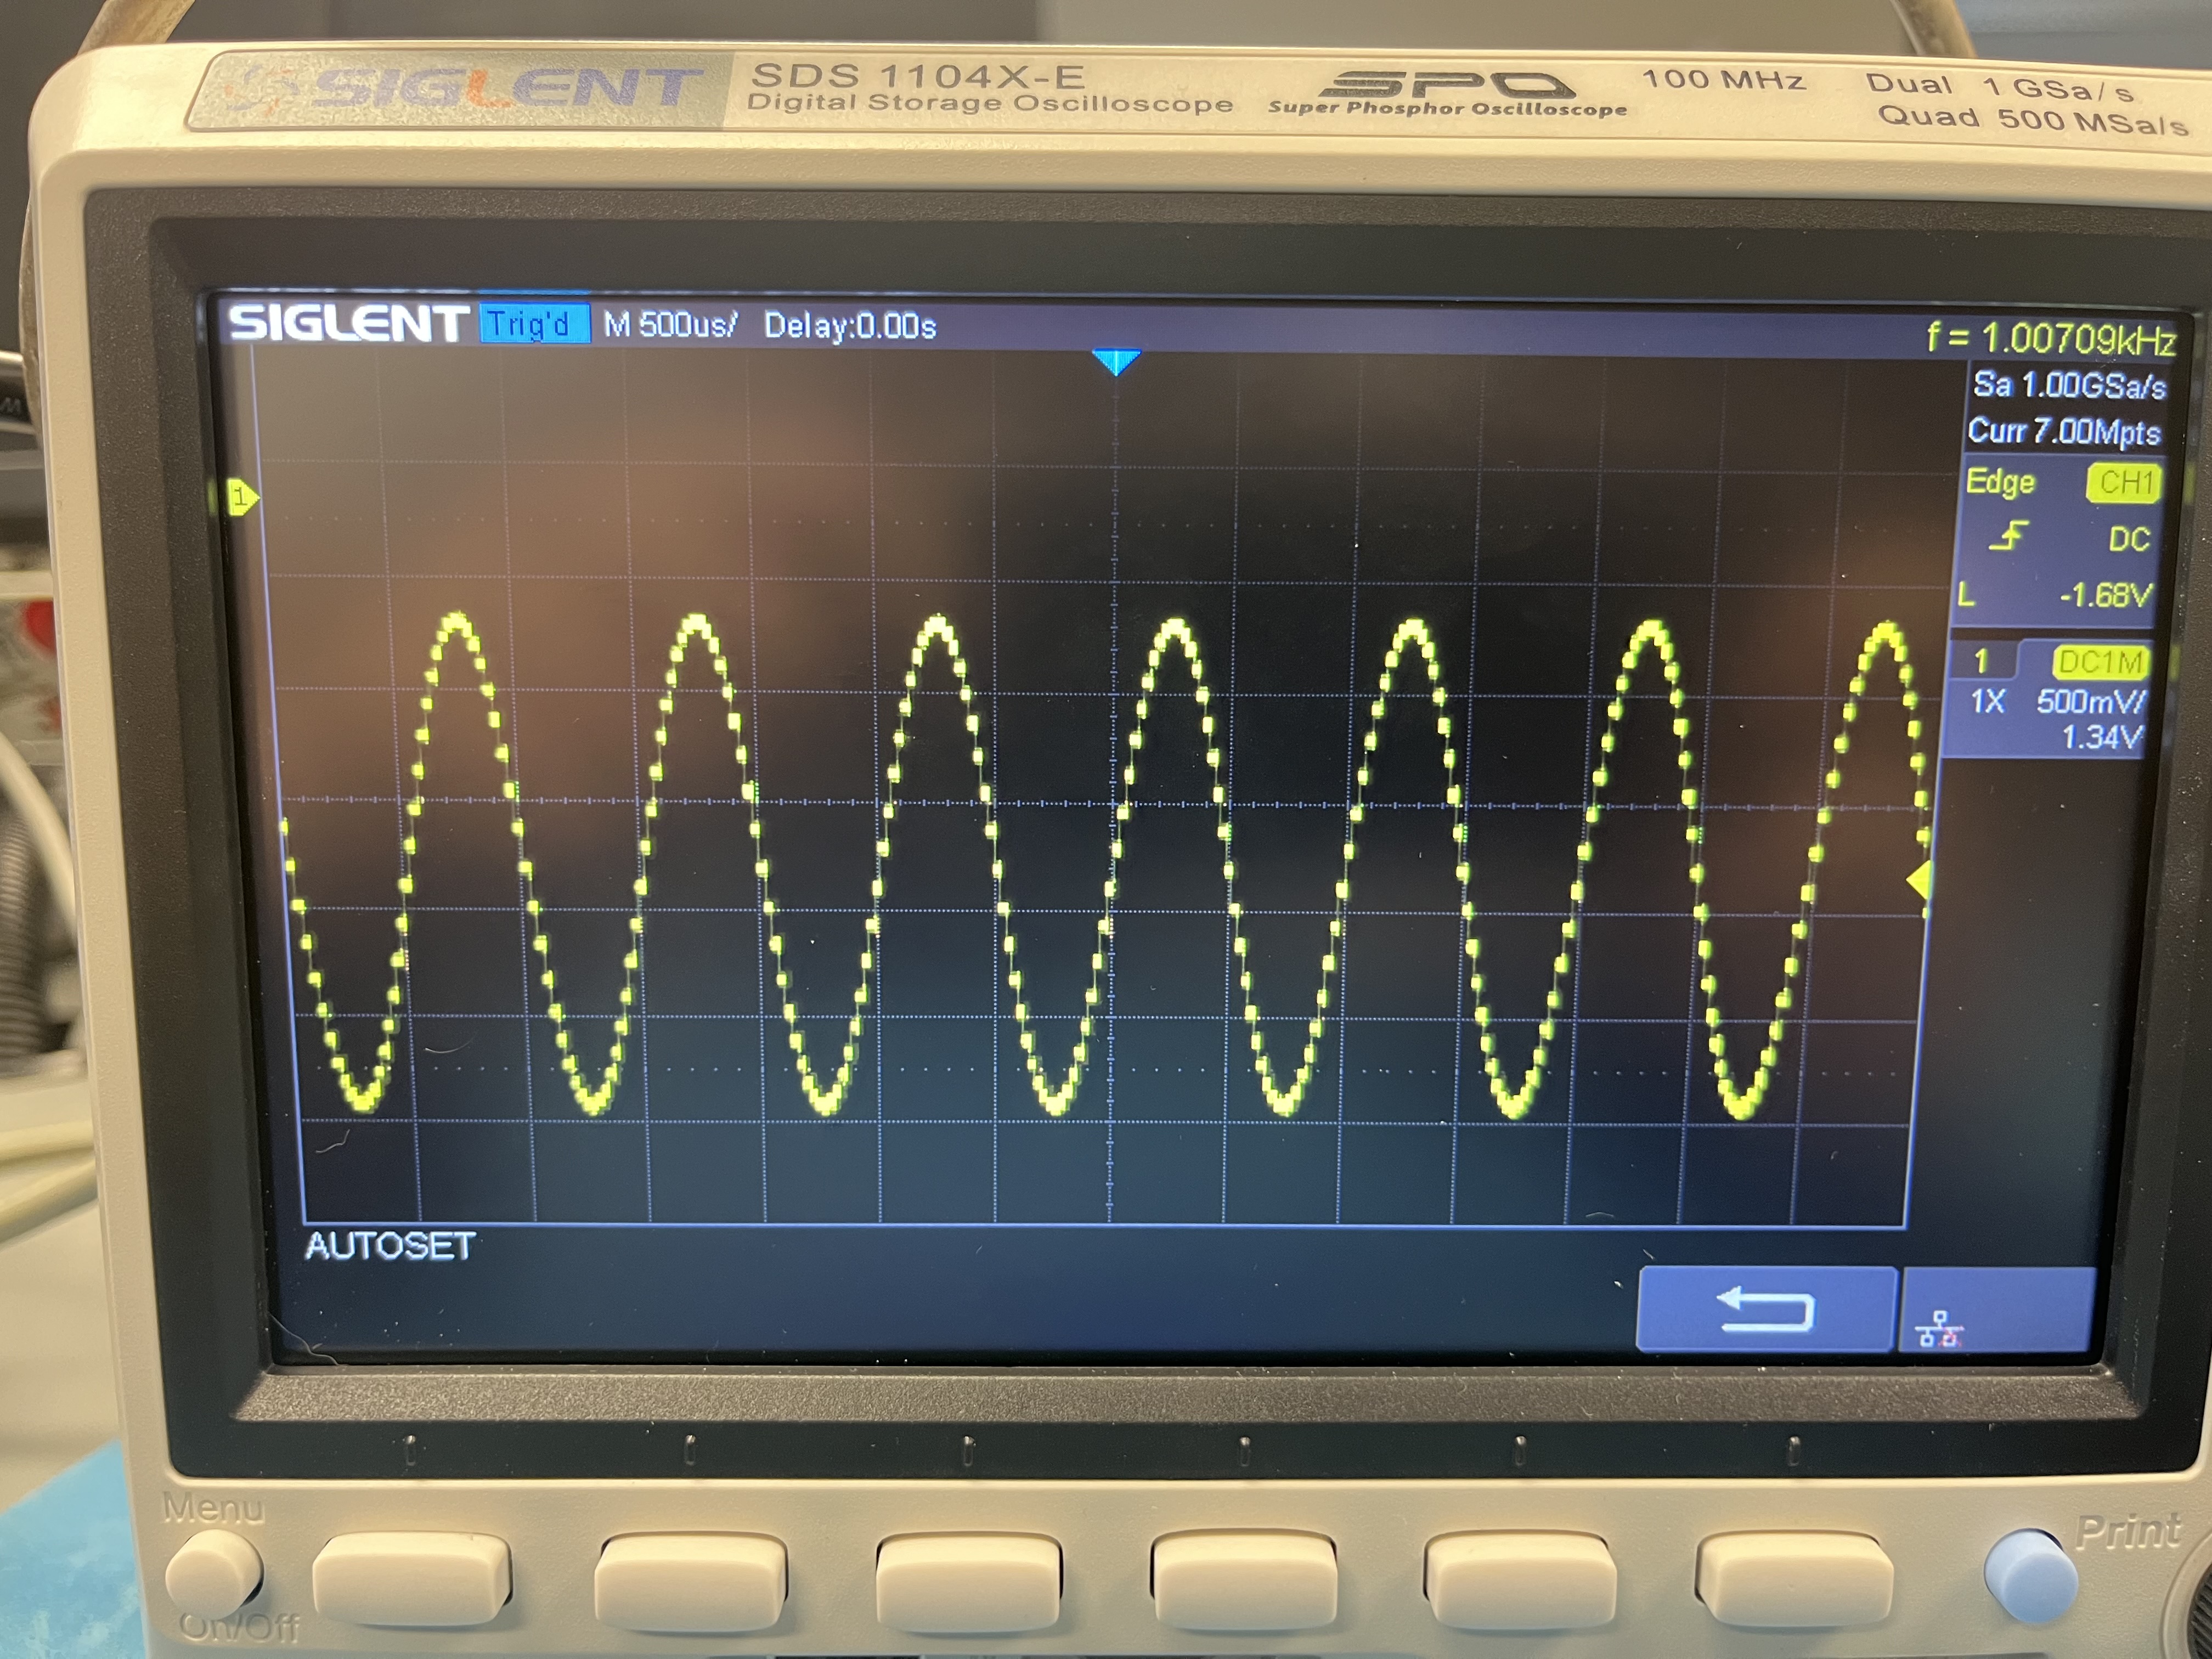 SIGLENT SDS 1104X-E SPO 100 MHz Dual 1 GSa/s
Digital Storage Oscilloscope Super Phosphor Oscilloscope Quad 500 MSa/s
SIGLENT Trig'd M 500us/ Delay:0.00s f = 1.00709kHz
Sa 1.00GSa/s
Curr 7.00Mpts
1 Edge CH1
DC
L -1.68V
1 DC1M
1X 500mV/
1.34V
AUTOSET
Menu
Print
On/Off